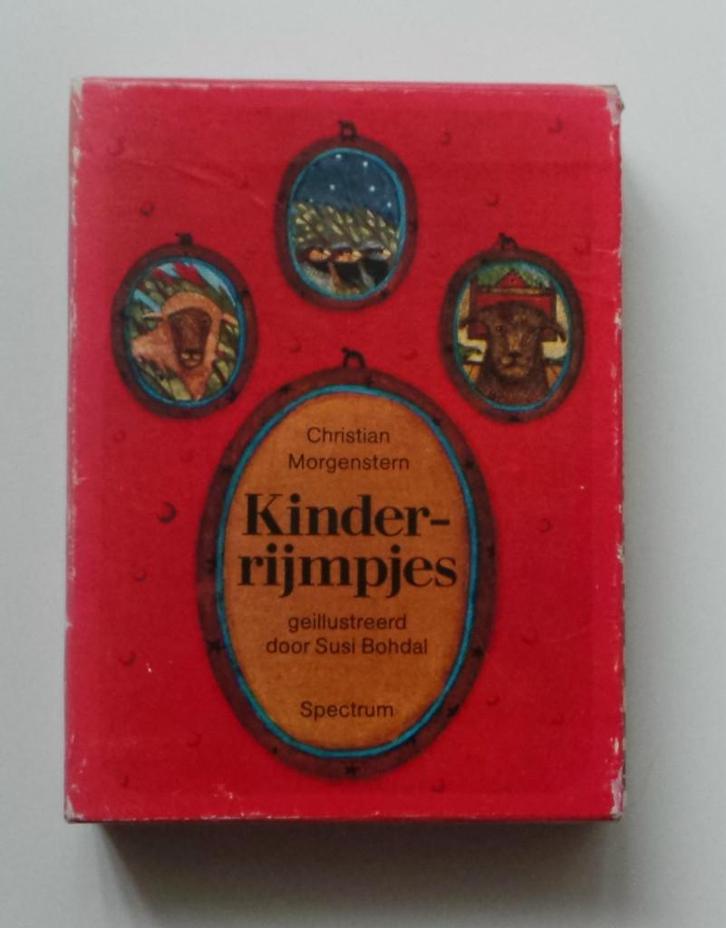 Christian
Morgenstern
Kinder-
rijmpjes
geillustreerd
door Susi Bohdal
Spectrum